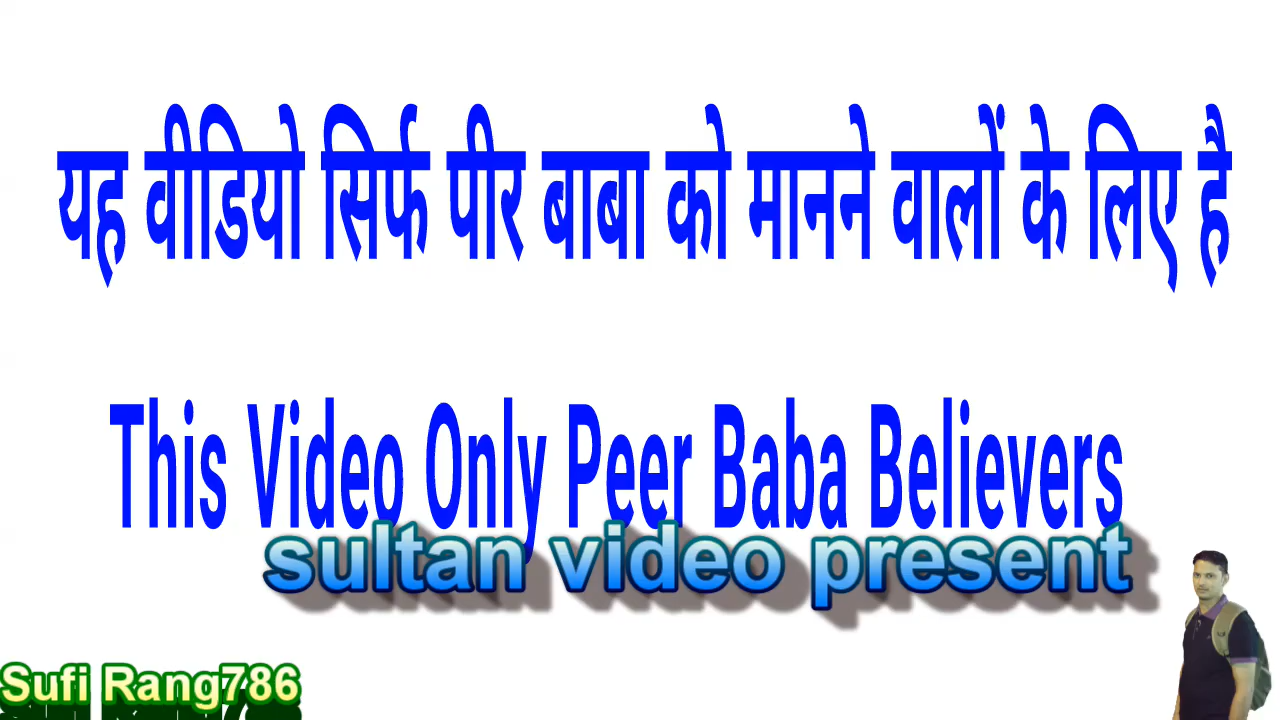 यह वीडियो सिर्फ पीर बाबा को मानने वालों के लिए है
This Video Only Peer Baba Believers
sultan video present
Sufi Rang786